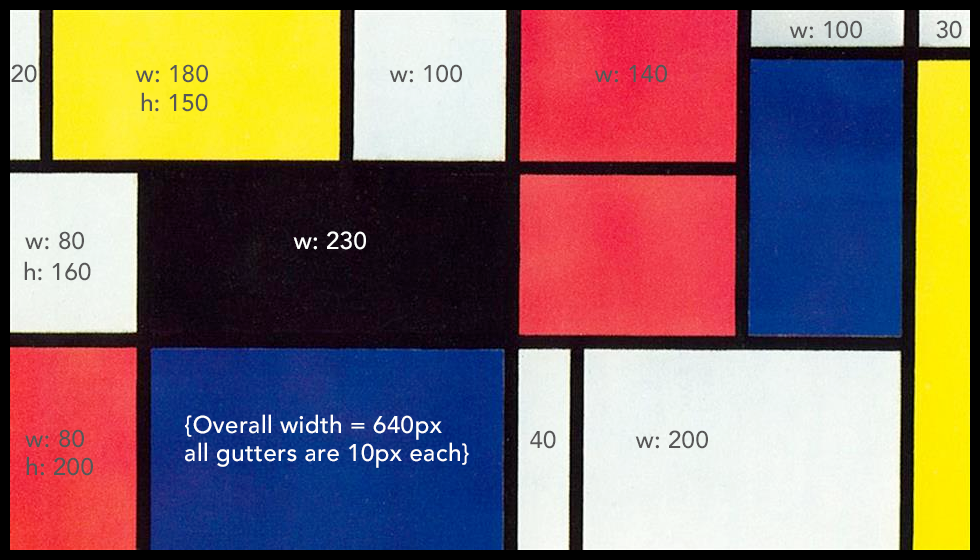 20
w: 180
h: 150
w: 100
w: 140
w: 100
30
w: 80
h: 160
w: 230
w: 80
h: 200
{Overall width = 640px
all gutters are 10px each}
40
w: 200